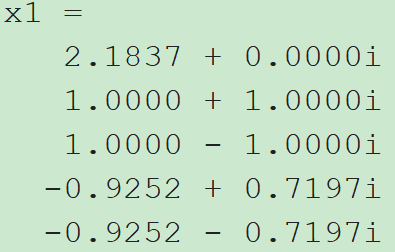 x1 =
2.1837 + 0.0000i
1.0000 + 1.0000i
1.0000 - 1.0000i
-0.9252 + 0.7197i
-0.9252 - 0.7197i